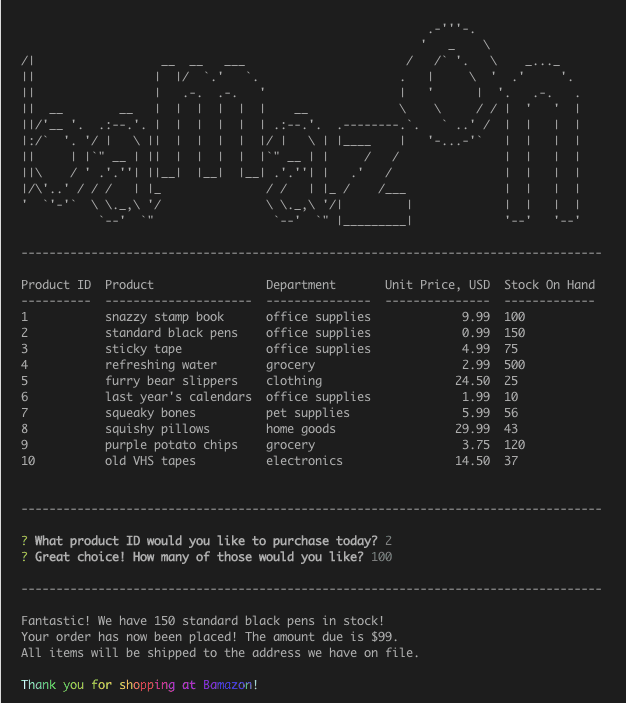 bamazon
Product ID  Product                Department       Unit Price, USD  Stock On Hand
1           snazzy stamp book      office supplies             9.99  100
2           standard black pens    office supplies             0.99  150
3           sticky tape            office supplies             4.99  75
4           refreshing water       grocery                     2.99  500
5           furry bear slippers    clothing                   24.50  25
6           last year's calendars  office supplies             1.99  10
7           squeaky bones          pet supplies                5.99  56
8           squishy pillows        home goods                 29.99  43
9           purple potato chips    grocery                     3.75  120
10          old VHS tapes          electronics                14.50  37
? What product ID would you like to purchase today? 2
? Great choice! How many of those would you like? 100
Fantastic! We have 150 standard black pens in stock!
Your order has now been placed! The amount due is $99.
All items will be shipped to the address we have on file.
Thank you for shopping at Bamazon!